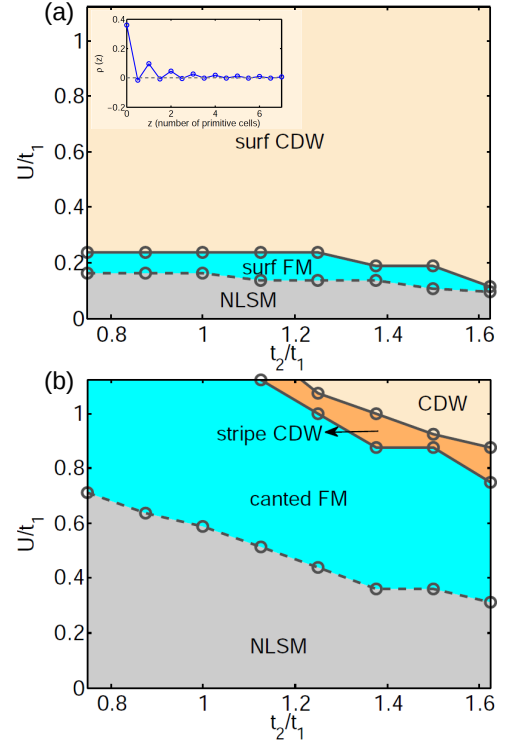 (a)
0.4
0.2
0
−0.2
ρ (z)
0 2 4 6
z (number of primitive cells)
surf CDW
surf FM
NLSM
1
0.8
0.6
0.4
0.2
0
U/t₁
0.8 1 1.2 1.4 1.6
t₂/t₁
(b)
CDW
stripe CDW
canted FM
NLSM
1
0.8
0.6
0.4
0.2
0
U/t₁
0.8 1 1.2 1.4 1.6
t₂/t₁